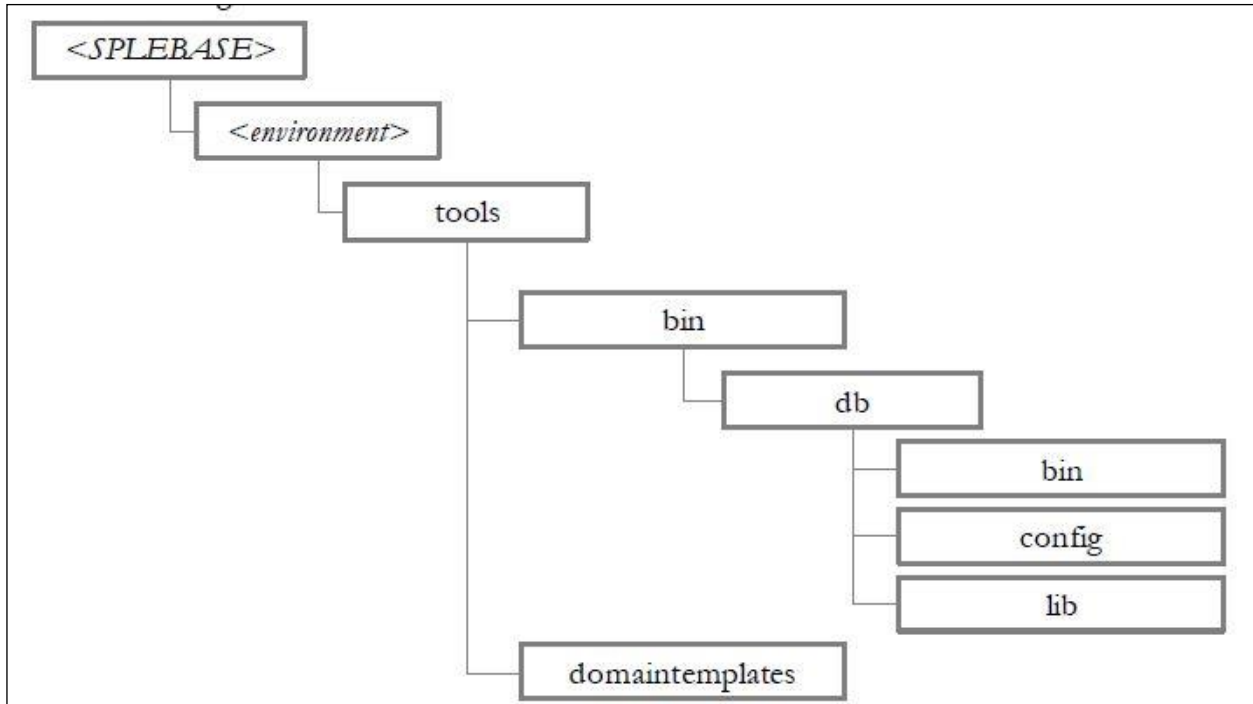 <SPLEBASE>
<environment>
tools
bin
db
bin
config
lib
domaintemplates